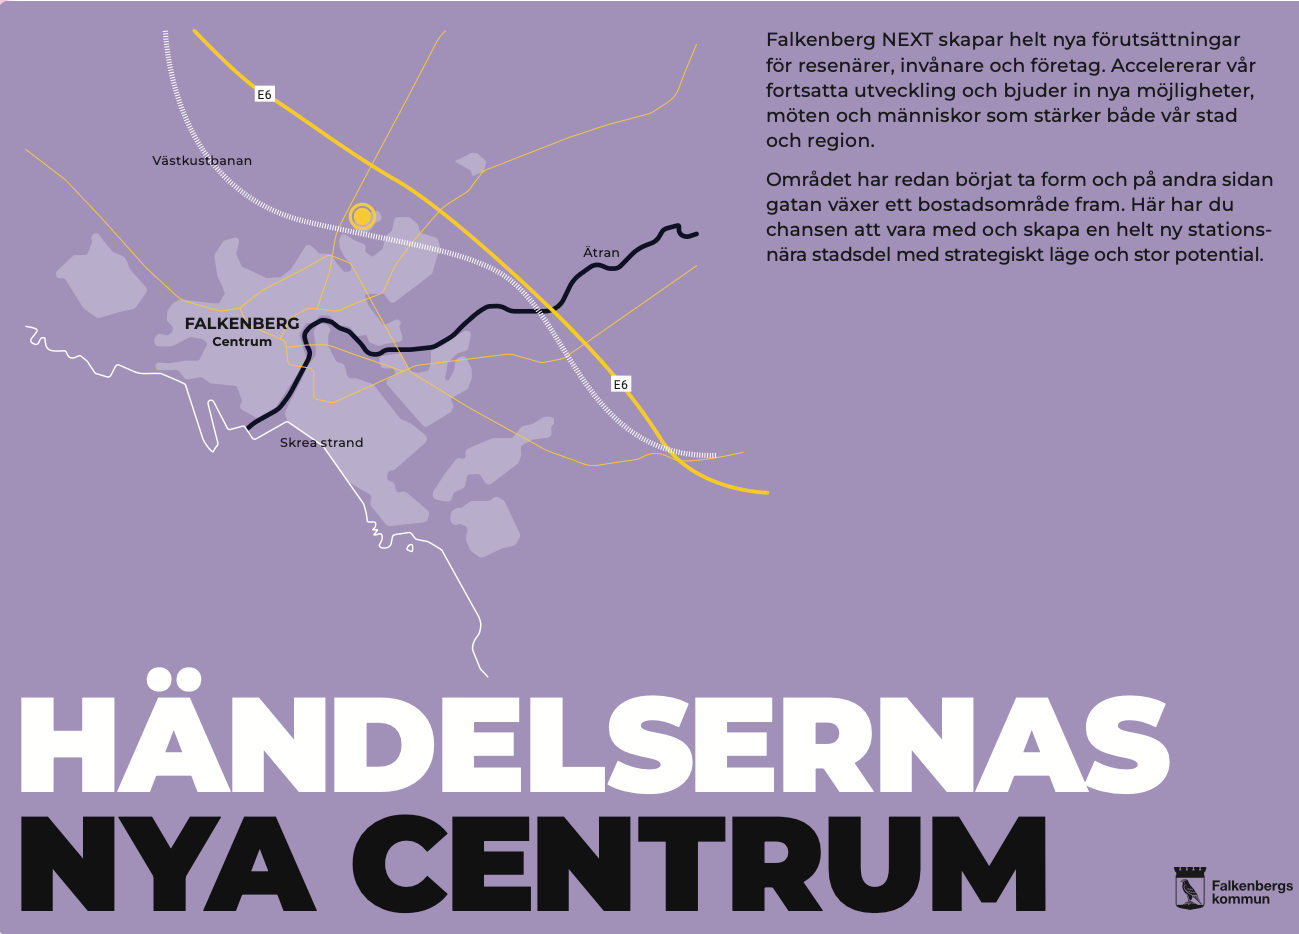 Falkenberg NEXT skapar helt nya förutsättningar
för resenärer, invånare och företag. Accelererar vår
fortsatta utveckling och bjuder in nya möjligheter,
möten och människor som stärker både vår stad
och region.
Området har redan börjat ta form och på andra sidan
gatan växer ett bostadsområde fram. Här har du
chansen att vara med och skapa en helt ny stations-
nära stadsdel med strategiskt läge och stor potential.
E6
Västkustbanan
Ätran
FALKENBERG
Centrum
E6
Skrea strand
HÄNDELSERNAS
NYA CENTRUM
Falkenbergs
kommun